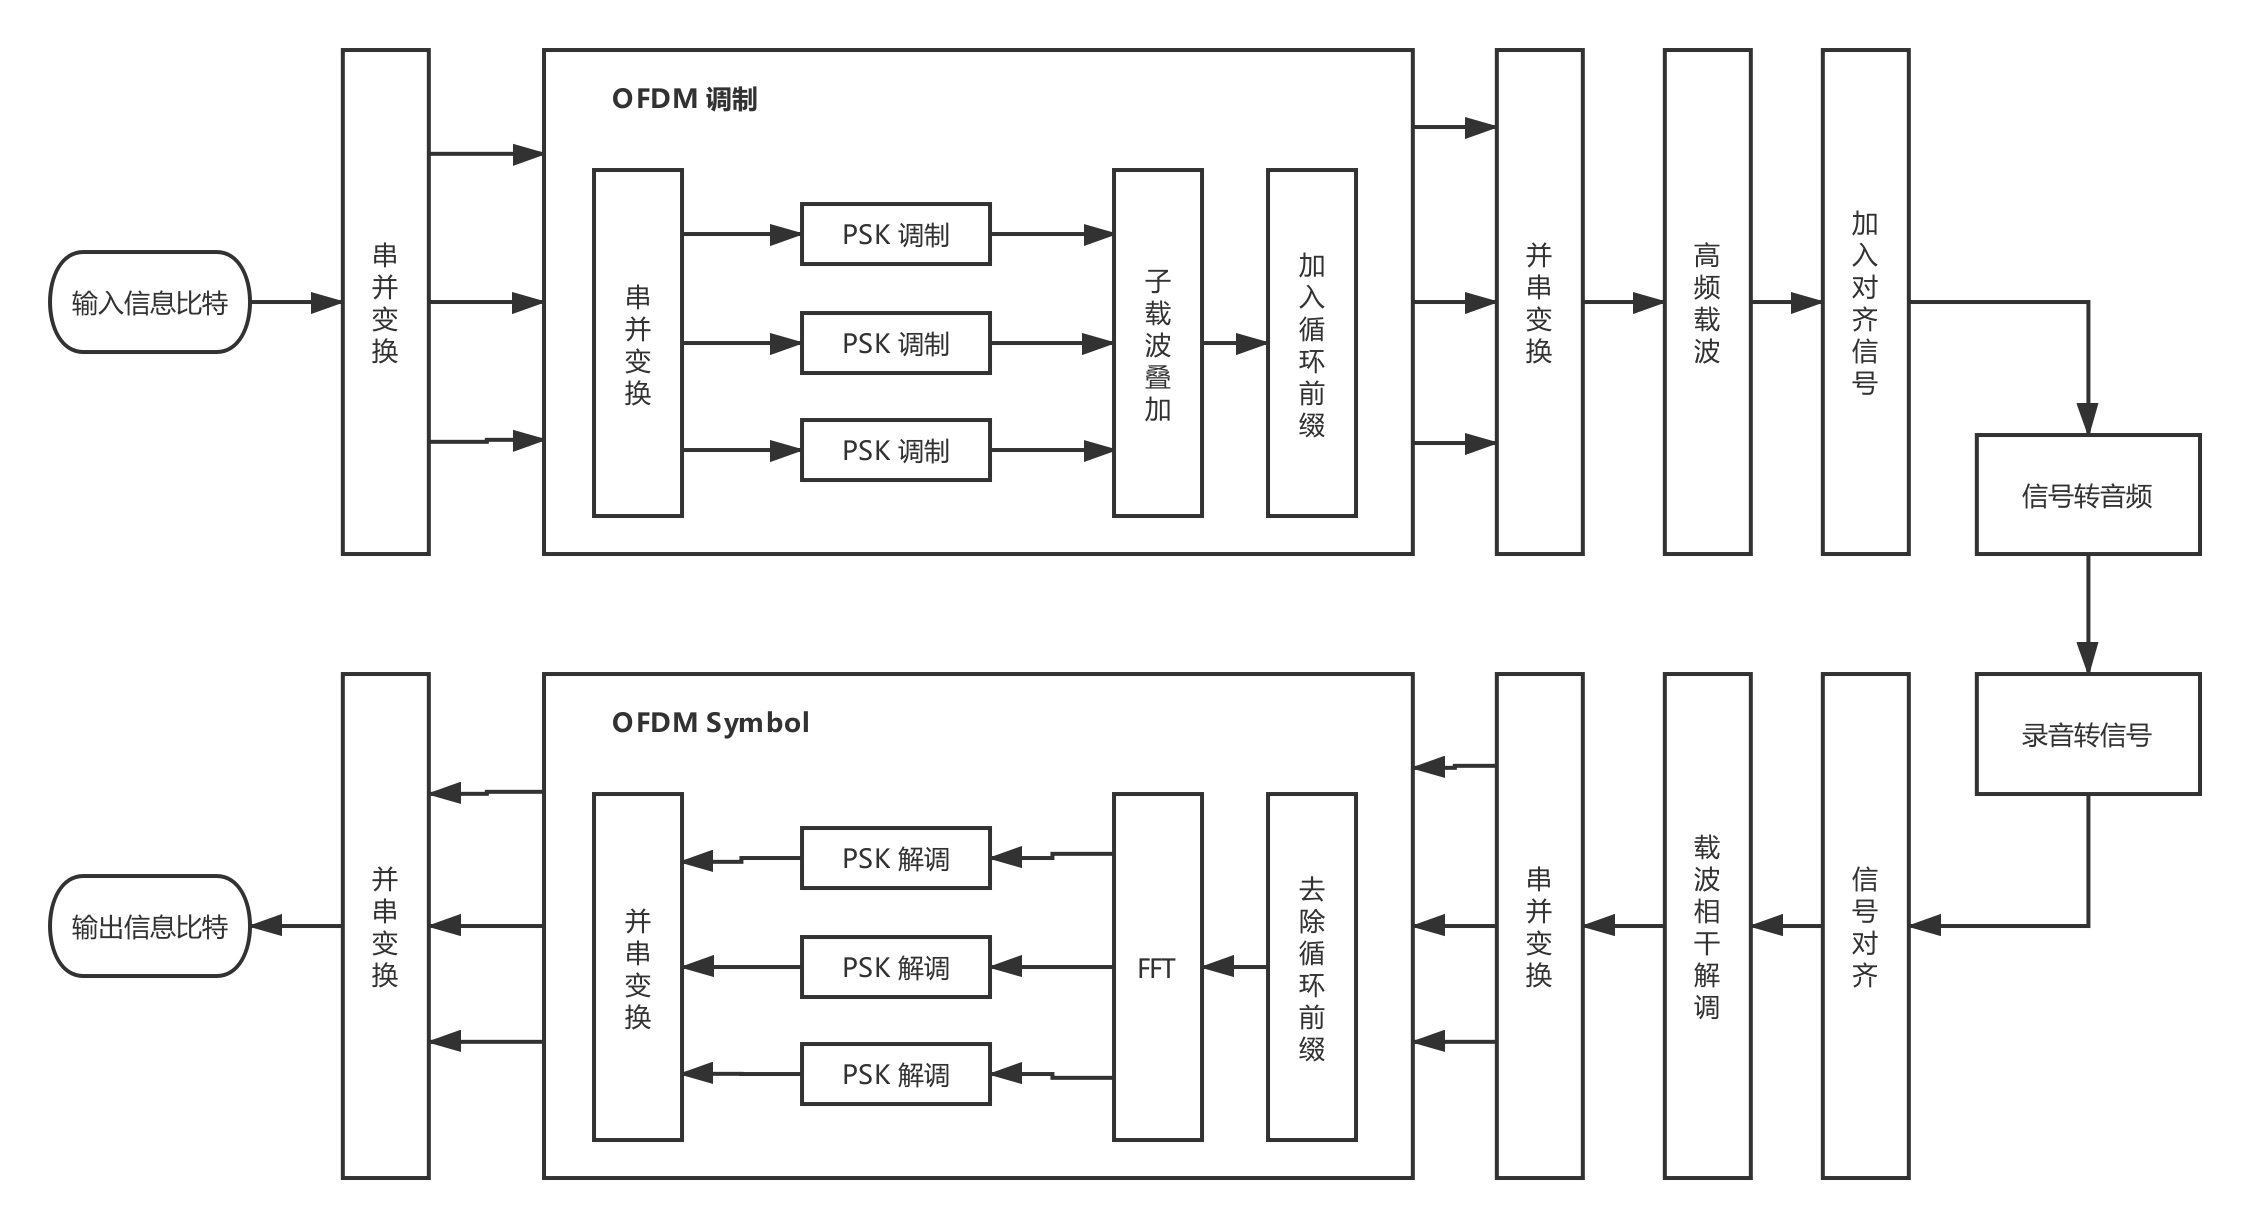 OFDM 调制
输入信息比特
串并变换
串并变换
PSK 调制
PSK 调制
PSK 调制
子载波叠加
加入循环前缀
并串变换
高频载波
加入对齐信号
信号转音频
录音转信号
信号对齐
载波相干解调
串并变换
OFDM Symbol
去除循环前缀
FFT
PSK 解调
PSK 解调
PSK 解调
并串变换
并串变换
输出信息比特